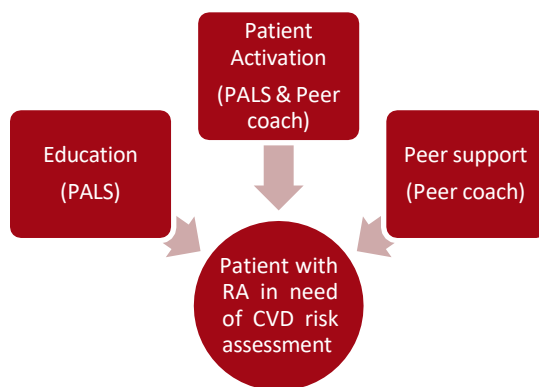 Patient
Activation
(PALS & Peer
coach)
Education
(PALS)
Peer support
(Peer coach)
Patient with
RA in need
of CVD risk
assessment